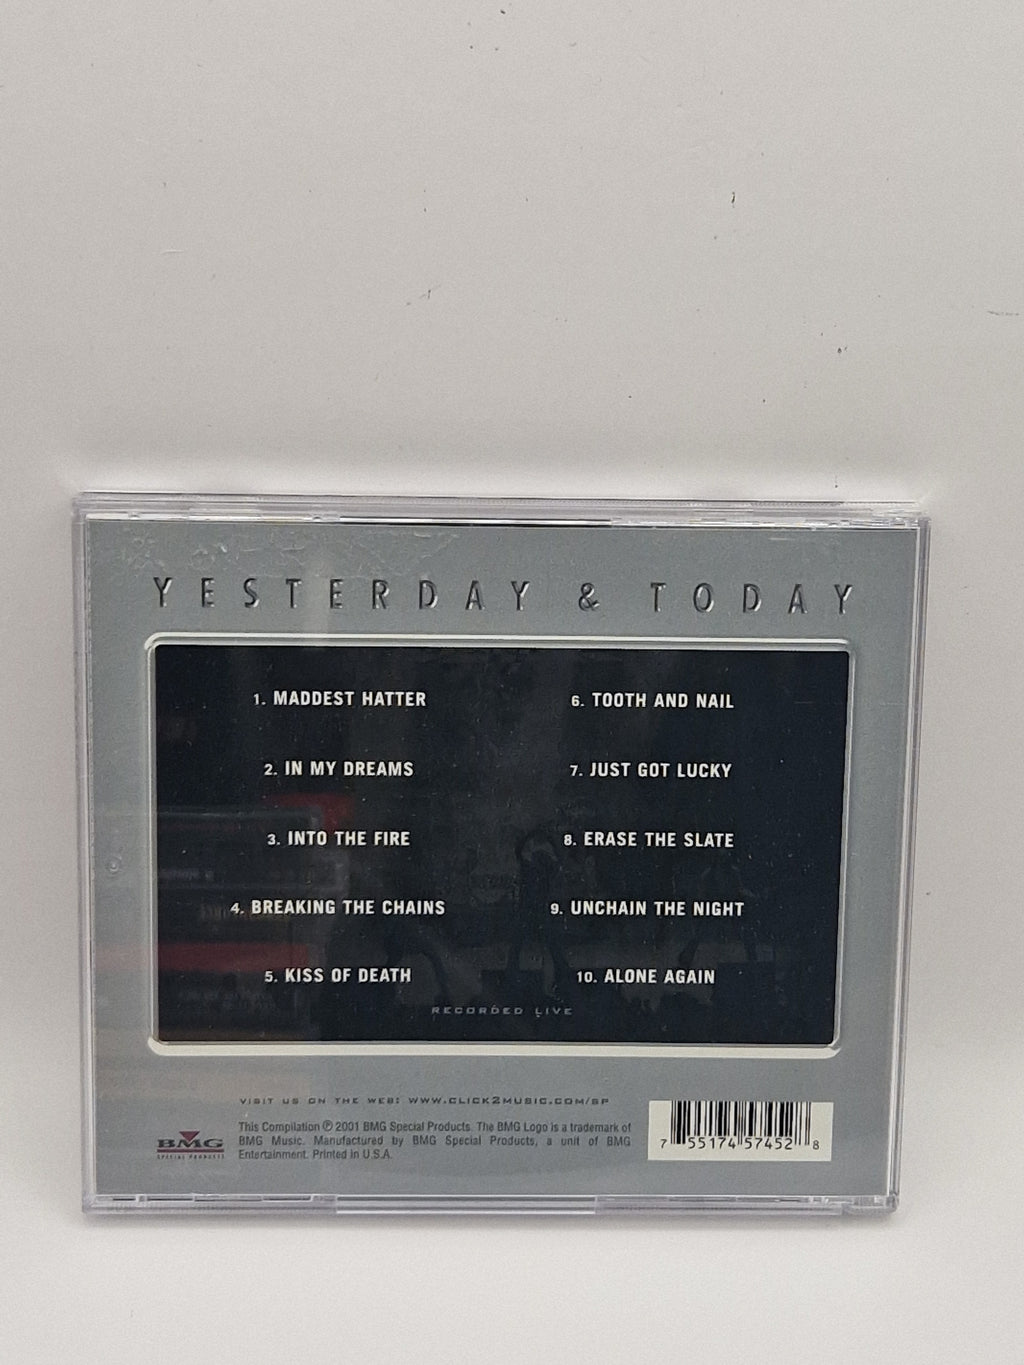 YESTERDAY & TODAY
1. MADDEST HATTER
2. IN MY DREAMS
3. INTO THE FIRE
4. BREAKING THE CHAINS
5. KISS OF DEATH
6. TOOTH AND NAIL
7. JUST GOT LUCKY
8. ERASE THE SLATE
9. UNCHAIN THE NIGHT
10. ALONE AGAIN
RECORDED LIVE
VISIT US ON THE WEB: WWW.CLICK2MUSIC.COM/SP
BMG
SPECIAL PRODUCTS
This Compilation ℗ 2001 BMG Special Products. The BMG Logo is a trademark of
BMG Music. Manufactured by BMG Special Products, a unit of BMG
Entertainment. Printed in U.S.A.
7 55174 57452 8